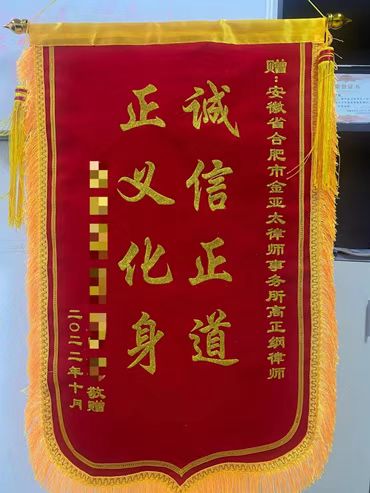 赠：安徽省合肥市金亚太律师事务所高正纲律师
诚信正道
正义化身
敬赠
二〇二二年十月